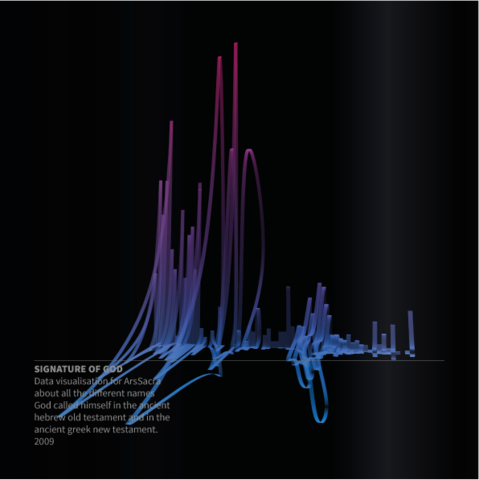 SIGNATURE OF GOD
Data visualisation for ArsSacra
about all the different names
God called himself in the ancient
hebrew old testament and in the
ancient greek new testament.
2009